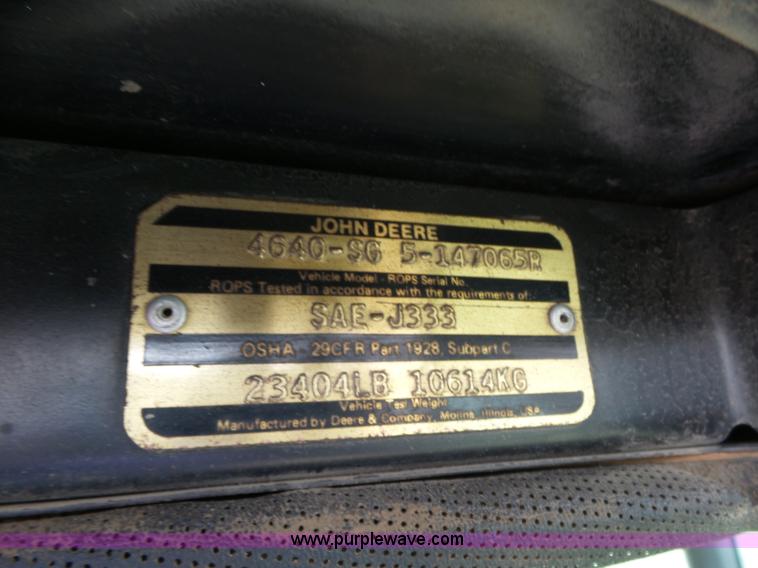 JOHN DEERE
4640-SG 5-147065R
Vehicle Model - ROPS Serial No.
ROPS Tested in accordance with the requirements of:
SAE-J333
OSHA - 29CFR Part 1928, Subpart C
23404LB 10614KG
Vehicle Test Weight
Manufactured by Deere & Company, Moline, Illinois, USA
www.purplewave.com